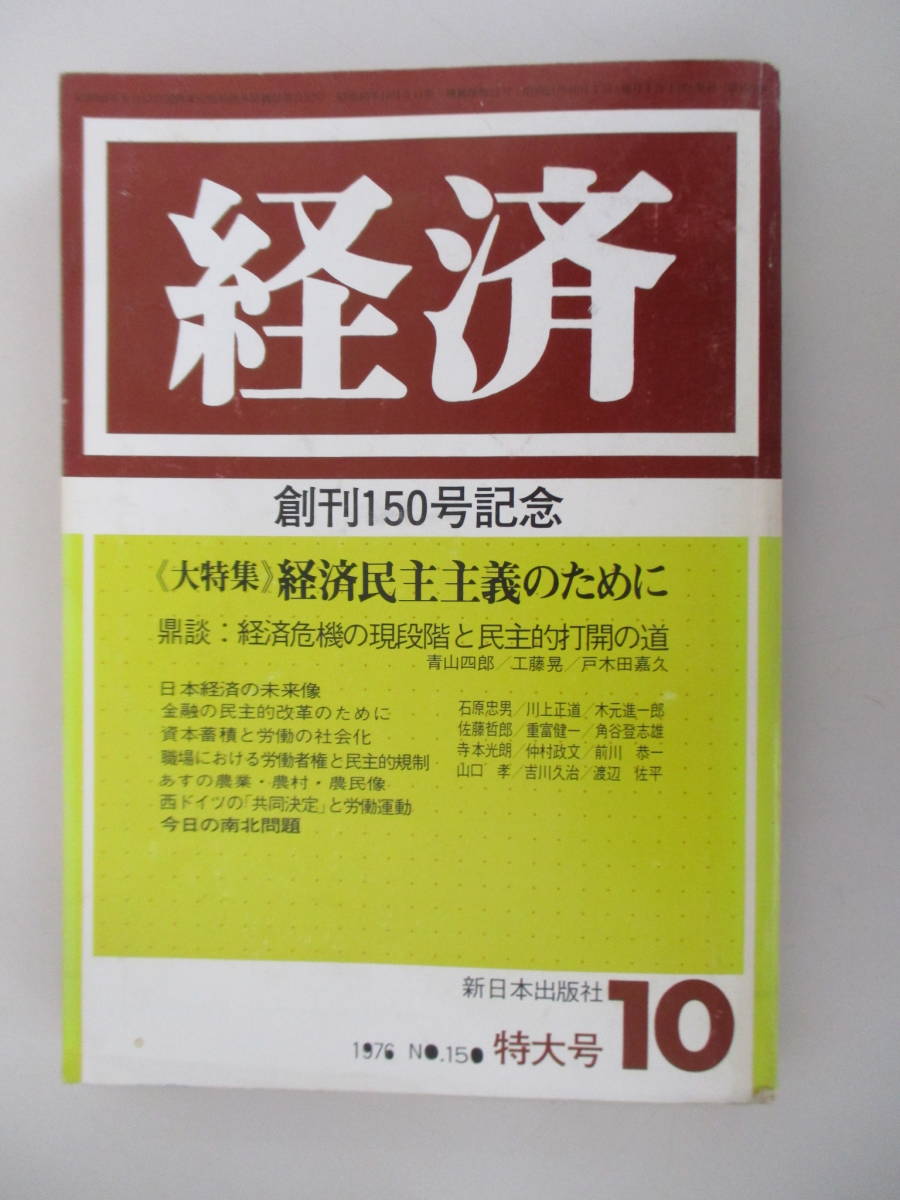 経済
創刊150号記念
《大特集》経済民主主義のために
鼎談：経済危機の現段階と民主的打開の道
青山四郎／工藤晃／戸木田嘉久
日本経済の未来像
金融の民主的改革のために
資本蓄積と労働の社会化
職場における労働者権と民主的規制
あすの農業・農村・農民像
西ドイツの「共同決定」と労働運動
今日の南北問題
石原忠男／川上正道／木元進一郎
佐藤哲郎／重富健一／角谷登志雄
寺本光朗／仲村政文／前川 恭一
山口 孝／吉川久治／渡辺 佐平
新日本出版社
1976 NO.150 特大号 10